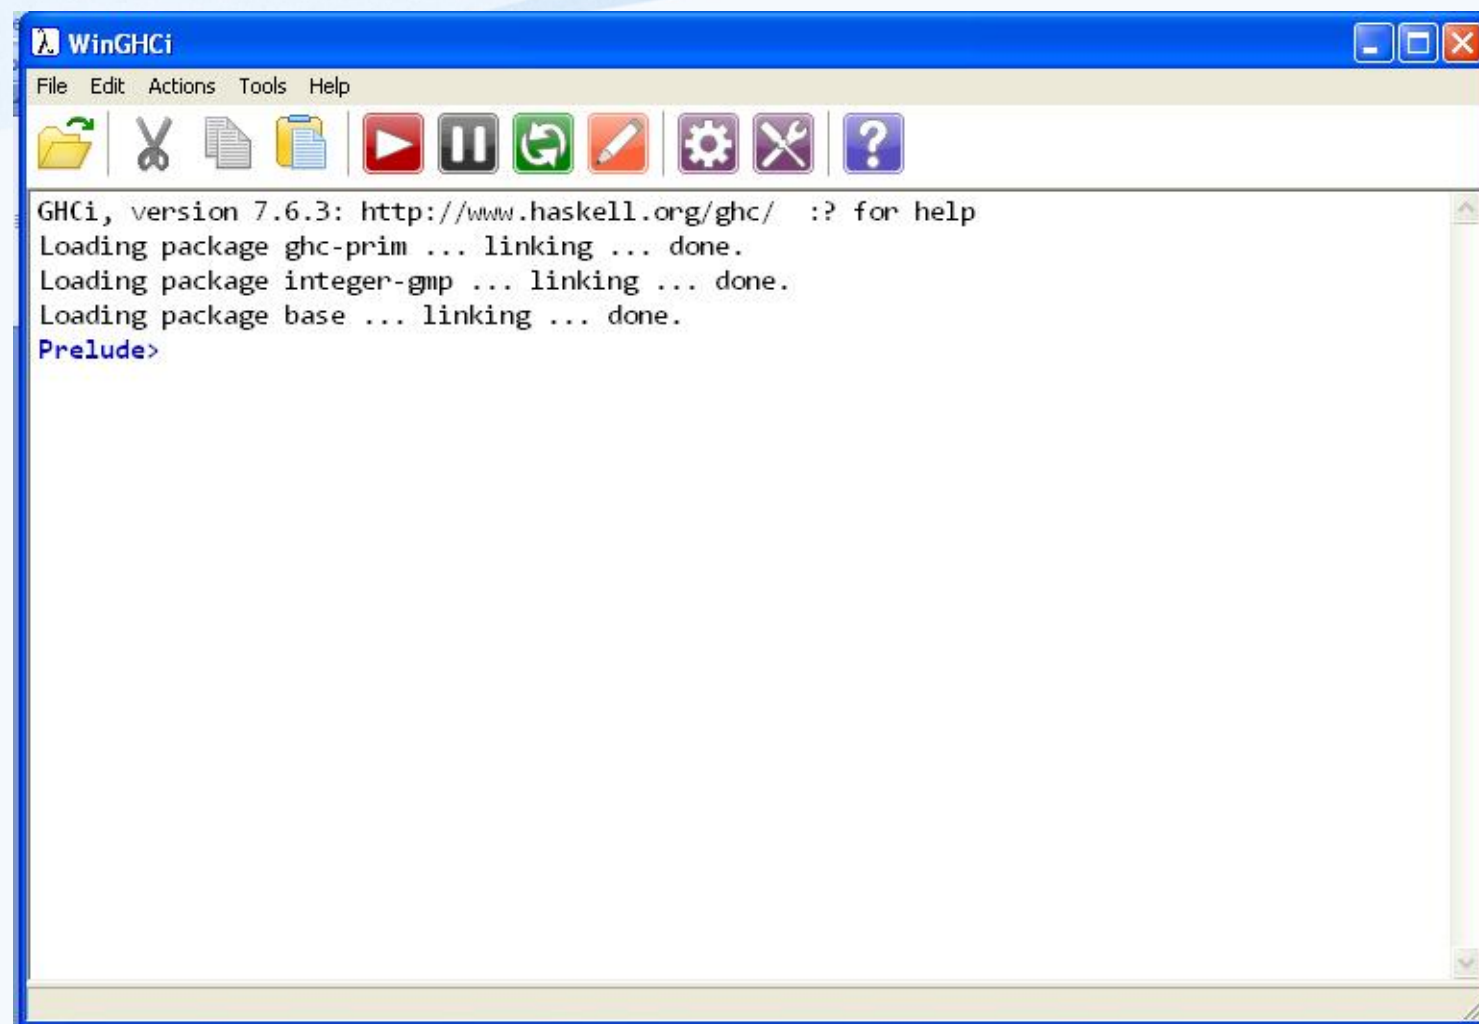 WinGHCi
File Edit Actions Tools Help
GHCi, version 7.6.3: http://www.haskell.org/ghc/  :? for help
Loading package ghc-prim ... linking ... done.
Loading package integer-gmp ... linking ... done.
Loading package base ... linking ... done.
Prelude>